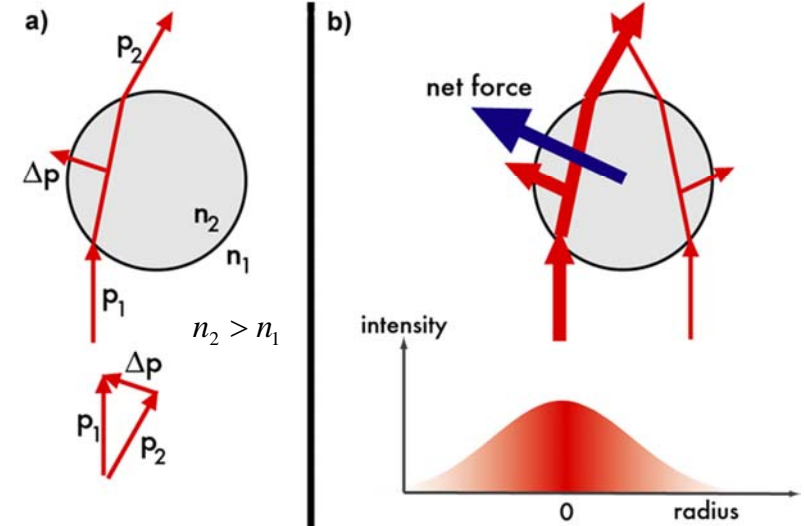 a)
p₂
Δp
n₂
n₁
p₁
n₂ > n₁
Δp
p₁
p₂
b)
net force
intensity
0
radius